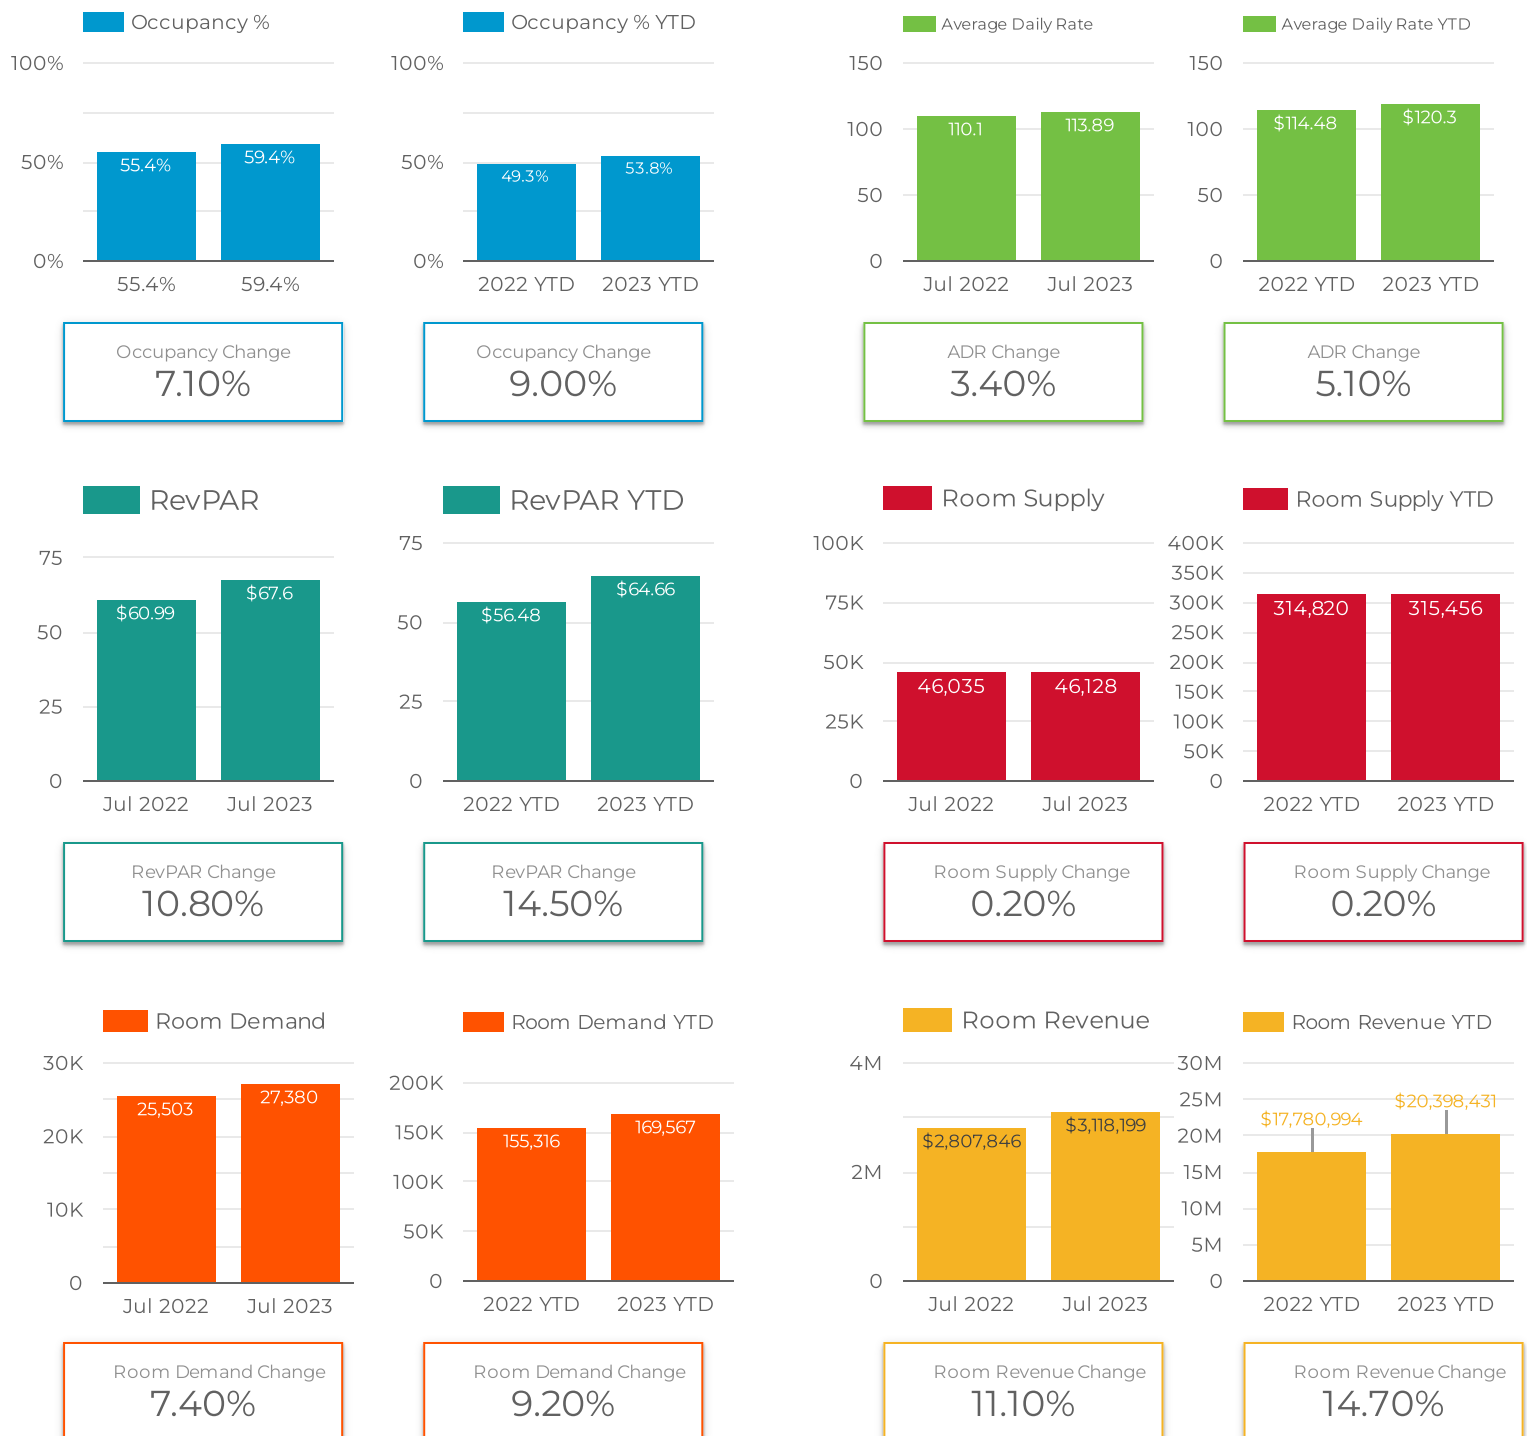 Occupancy %
100%
50%
0%
55.4%
59.4%
55.4%
59.4%
Occupancy Change
7.10%
Occupancy % YTD
100%
50%
0%
49.3%
53.8%
2022 YTD
2023 YTD
Occupancy Change
9.00%
Average Daily Rate
150
100
50
0
110.1
113.89
Jul 2022
Jul 2023
ADR Change
3.40%
Average Daily Rate YTD
150
100
50
0
$114.48
$120.3
2022 YTD
2023 YTD
ADR Change
5.10%
RevPAR
75
50
25
0
$60.99
$67.6
Jul 2022
Jul 2023
RevPAR Change
10.80%
RevPAR YTD
75
50
25
0
$56.48
$64.66
2022 YTD
2023 YTD
RevPAR Change
14.50%
Room Supply
100K
75K
50K
25K
0
46,035
46,128
Jul 2022
Jul 2023
Room Supply Change
0.20%
Room Supply YTD
400K
350K
300K
250K
200K
150K
100K
50K
0
314,820
315,456
2022 YTD
2023 YTD
Room Supply Change
0.20%
Room Demand
30K
20K
10K
0
25,503
27,380
Jul 2022
Jul 2023
Room Demand Change
7.40%
Room Demand YTD
200K
150K
100K
50K
0
155,316
169,567
2022 YTD
2023 YTD
Room Demand Change
9.20%
Room Revenue
4M
2M
0
$2,807,846
$3,118,199
Jul 2022
Jul 2023
Room Revenue Change
11.10%
Room Revenue YTD
30M
25M
20M
15M
10M
5M
0
$17,780,994
$20,398,431
2022 YTD
2023 YTD
Room Revenue Change
14.70%